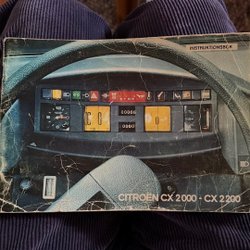 INSTRUKTIONSBOK
CITROËN CX 2000 - CX 2200